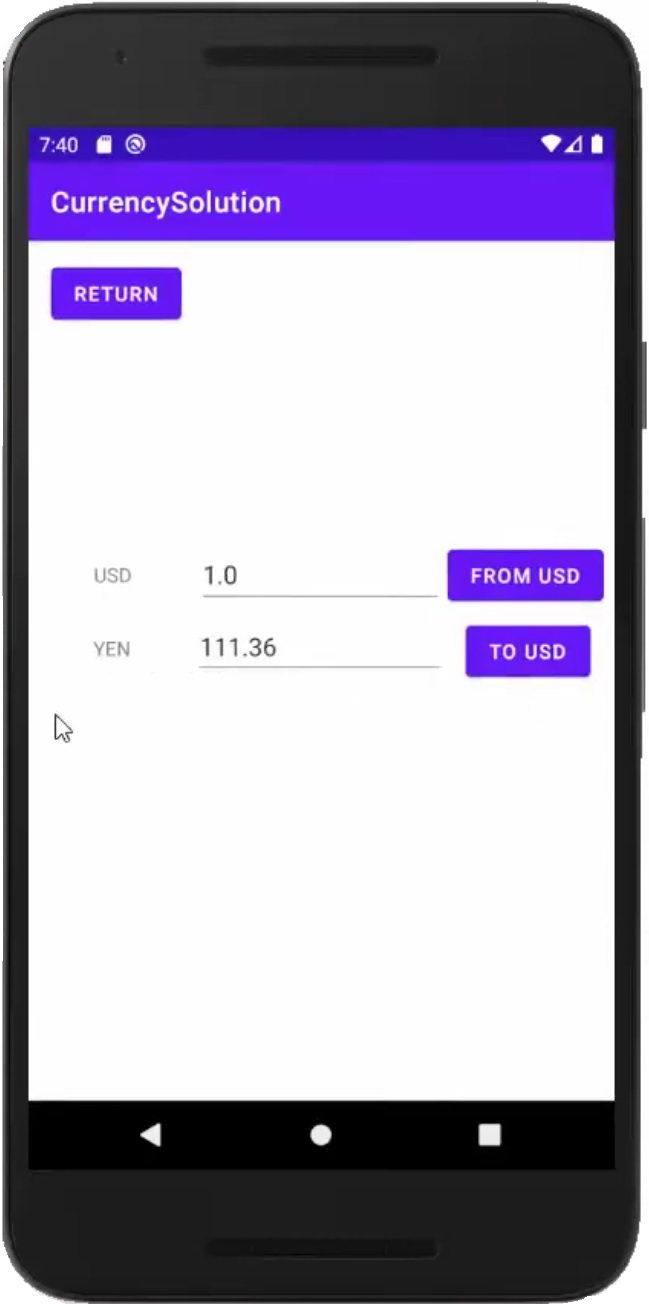 7:40
CurrencySolution
RETURN
USD 1.0 FROM USD
YEN 111.36 TO USD